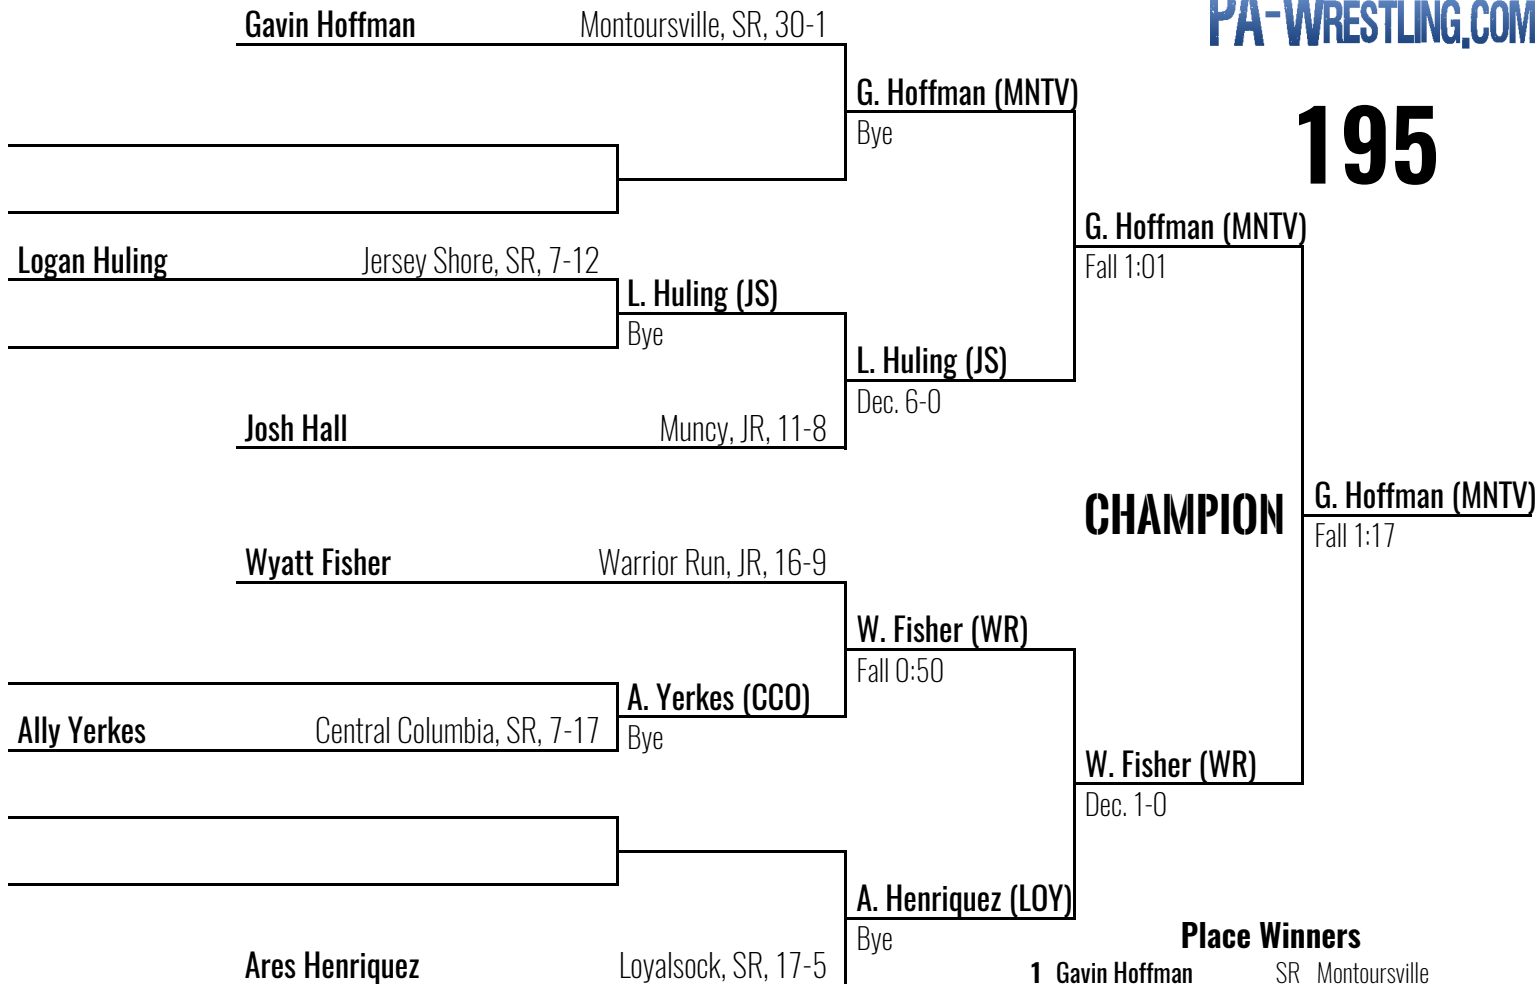 PA-WRESTLING.COM
195
Gavin Hoffman Montoursville, SR, 30-1
G. Hoffman (MNTV)
Bye
G. Hoffman (MNTV)
Fall 1:01
Logan Huling Jersey Shore, SR, 7-12
L. Huling (JS)
Bye
L. Huling (JS)
Dec. 6-0
Josh Hall Muncy, JR, 11-8
CHAMPION
G. Hoffman (MNTV)
Fall 1:17
Wyatt Fisher Warrior Run, JR, 16-9
W. Fisher (WR)
Fall 0:50
A. Yerkes (CCO)
Ally Yerkes Central Columbia, SR, 7-17
Bye
W. Fisher (WR)
Dec. 1-0
A. Henriquez (LOY)
Bye
Ares Henriquez Loyalsock, SR, 17-5
Place Winners
1 Gavin Hoffman SR Montoursville